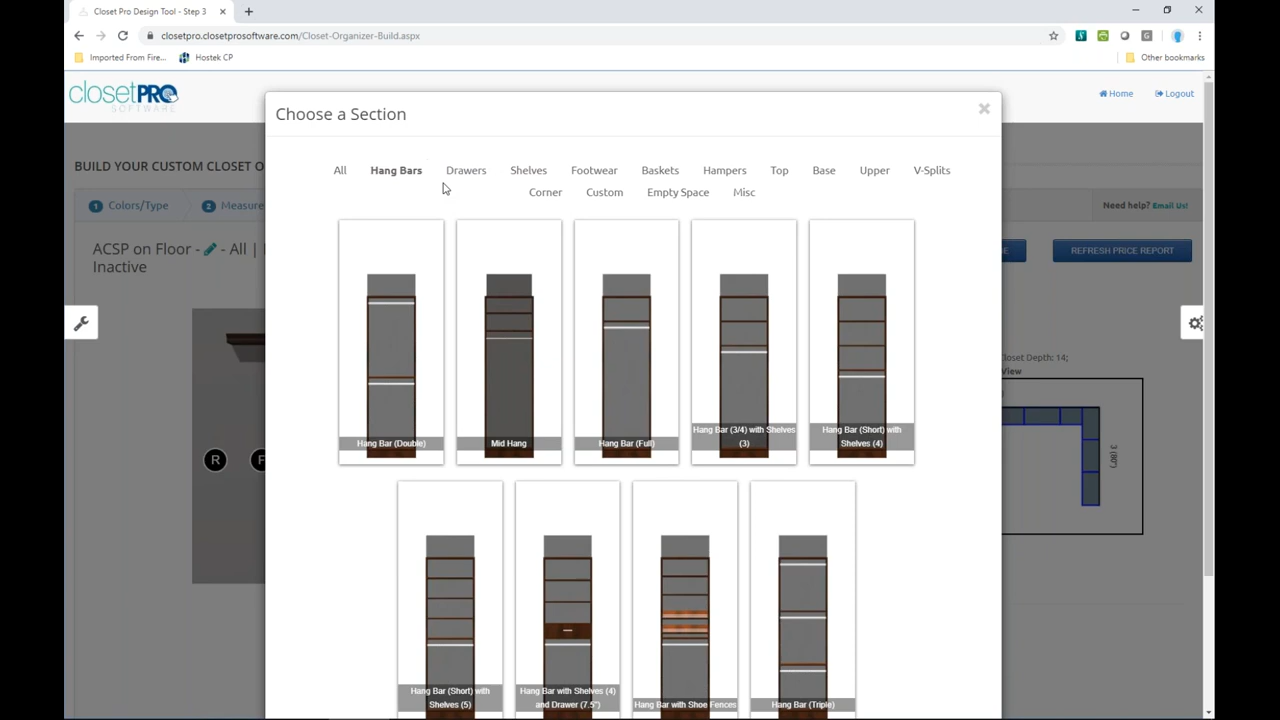 Closet Pro Design Tool - Step 3
closetpro.closetprosoftware.com/Closet-Organizer-Build.aspx
Imported From Fire...
Hostek CP
Other bookmarks
closetPRO
SOFTWARE
Home
Logout
Choose a Section
BUILD YOUR CUSTOM CLOSET O
1 Colors/Type
2 Measure
Need help? Email Us!
ACSP on Floor - - All |
Inactive
REFRESH PRICE REPORT
All
Hang Bars
Drawers
Shelves
Footwear
Baskets
Hampers
Top
Base
Upper
V-Splits
Corner
Custom
Empty Space
Misc
Hang Bar (Double)
Mid Hang
Hang Bar (Full)
Hang Bar (3/4) with Shelves
(3)
Hang Bar (Short) with
Shelves (4)
R
F
Closet Depth: 14;
View
3 (80")
Hang Bar (Short) with
Shelves (5)
Hang Bar with Shelves (4)
and Drawer (7.5")
Hang Bar with Shoe Fences
Hang Bar (Triple)